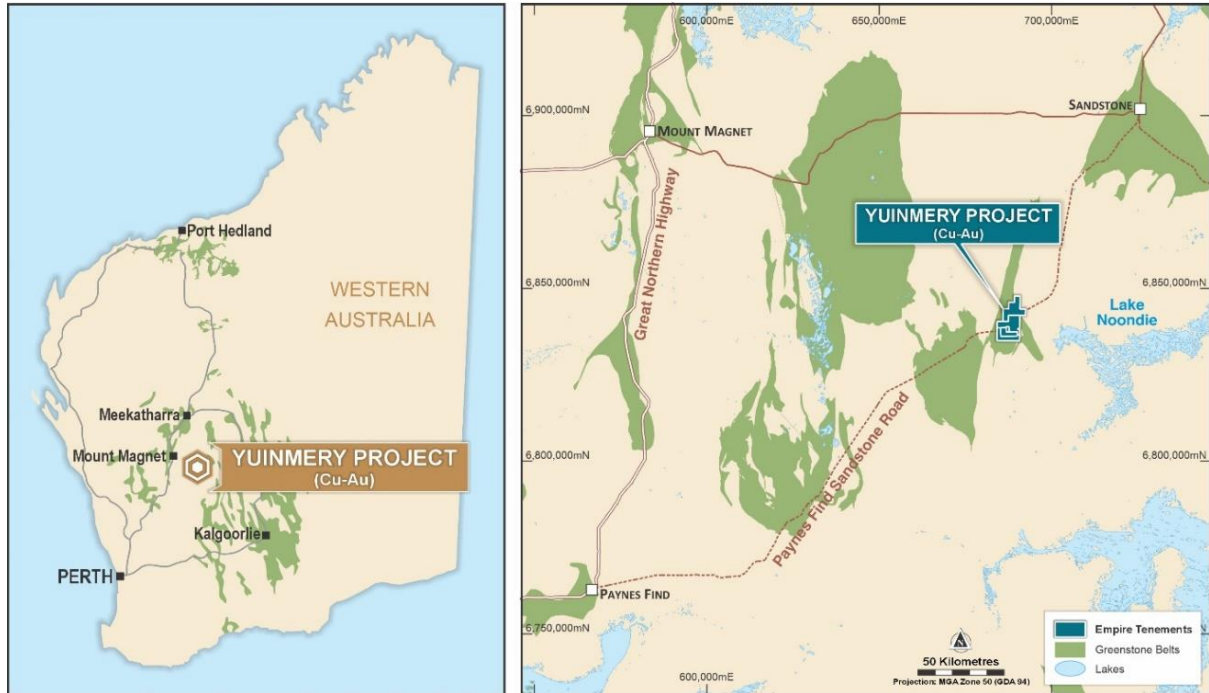 Port Hedland
WESTERN
AUSTRALIA
Meekatharra
Mount Magnet
YUINMERY PROJECT
(Cu-Au)
Kalgoorlie
PERTH
600,000mE
650,000mE
700,000mE
6,900,000mN
SANDSTONE
MOUNT MAGNET
6,900,000mN
Great Northern Highway
YUINMERY PROJECT
(Cu-Au)
6,850,000mN
6,850,000mN
Lake
Noondie
Paynes Find Sandstone Road
6,800,000mN
6,800,000mN
PAYNES FIND
6,750,000mN
600,000mE
50 Kilometres
Projection: MGA Zone 50 (GDA 94)
Empire Tenements
Greenstone Belts
Lakes